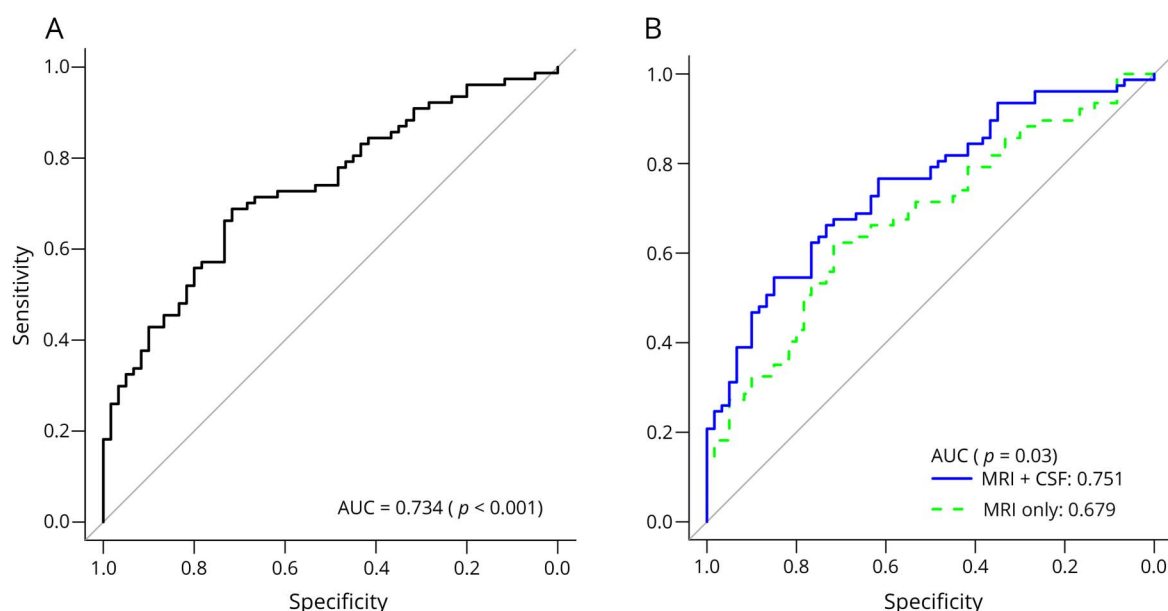 A
1.0
0.8
0.6
0.4
0.2
0.0
Sensitivity
AUC = 0.734 ( p < 0.001)
1.0 0.8 0.6 0.4 0.2 0.0
Specificity
B
1.0
0.8
0.6
0.4
0.2
0.0
AUC ( p = 0.03)
MRI + CSF: 0.751
MRI only: 0.679
1.0 0.8 0.6 0.4 0.2 0.0
Specificity